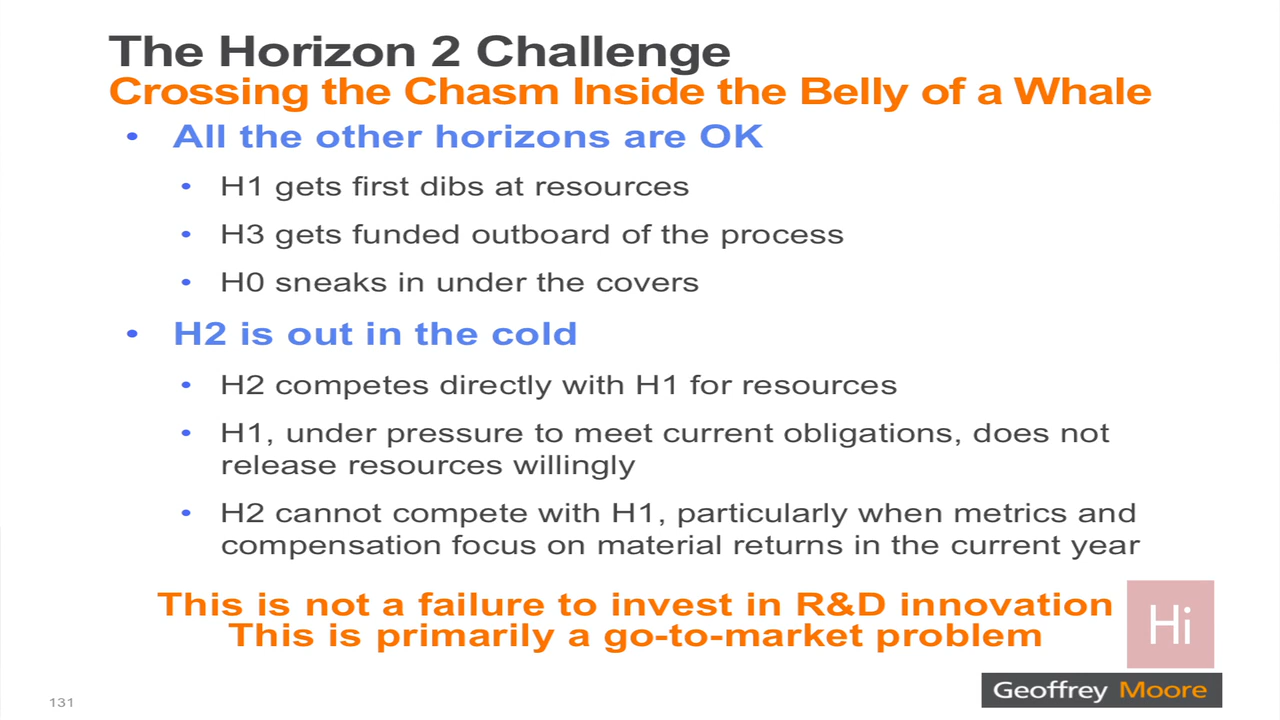 The Horizon 2 Challenge
Crossing the Chasm Inside the Belly of a Whale
• All the other horizons are OK
• H1 gets first dibs at resources
• H3 gets funded outboard of the process
• H0 sneaks in under the covers
• H2 is out in the cold
• H2 competes directly with H1 for resources
• H1, under pressure to meet current obligations, does not
release resources willingly
• H2 cannot compete with H1, particularly when metrics and
compensation focus on material returns in the current year
This is not a failure to invest in R&D innovation
This is primarily a go-to-market problem
Hi
Geoffrey Moore
131